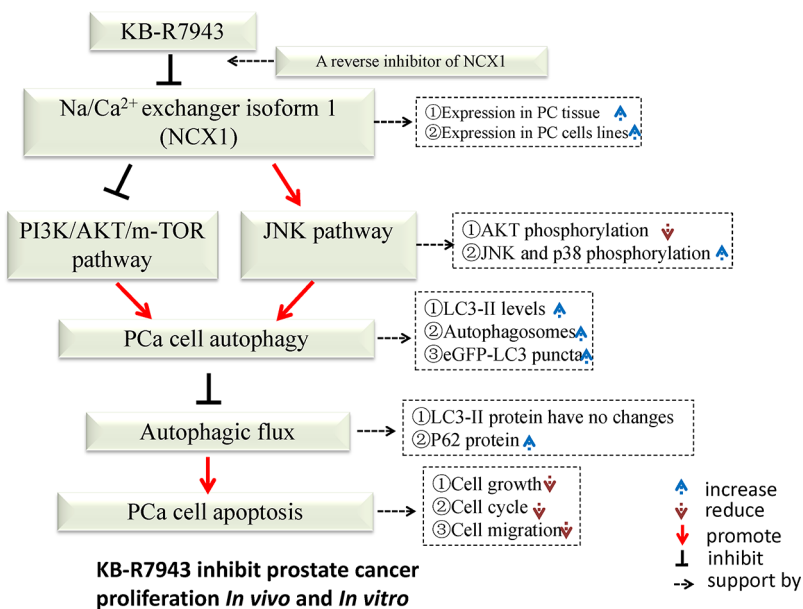 KB-R7943
A reverse inhibitor of NCX1
Na/Ca²⁺ exchanger isoform 1
(NCX1)
①Expression in PC tissue
②Expression in PC cells lines
PI3K/AKT/m-TOR
pathway
JNK pathway
①AKT phosphorylation
②JNK and p38 phosphorylation
PCa cell autophagy
①LC3-II levels
②Autophagosomes
③eGFP-LC3 puncta
Autophagic flux
①LC3-II protein have no changes
②P62 protein
PCa cell apoptosis
①Cell growth
②Cell cycle
③Cell migration
increase
reduce
promote
inhibit
support by
KB-R7943 inhibit prostate cancer
proliferation In vivo and In vitro